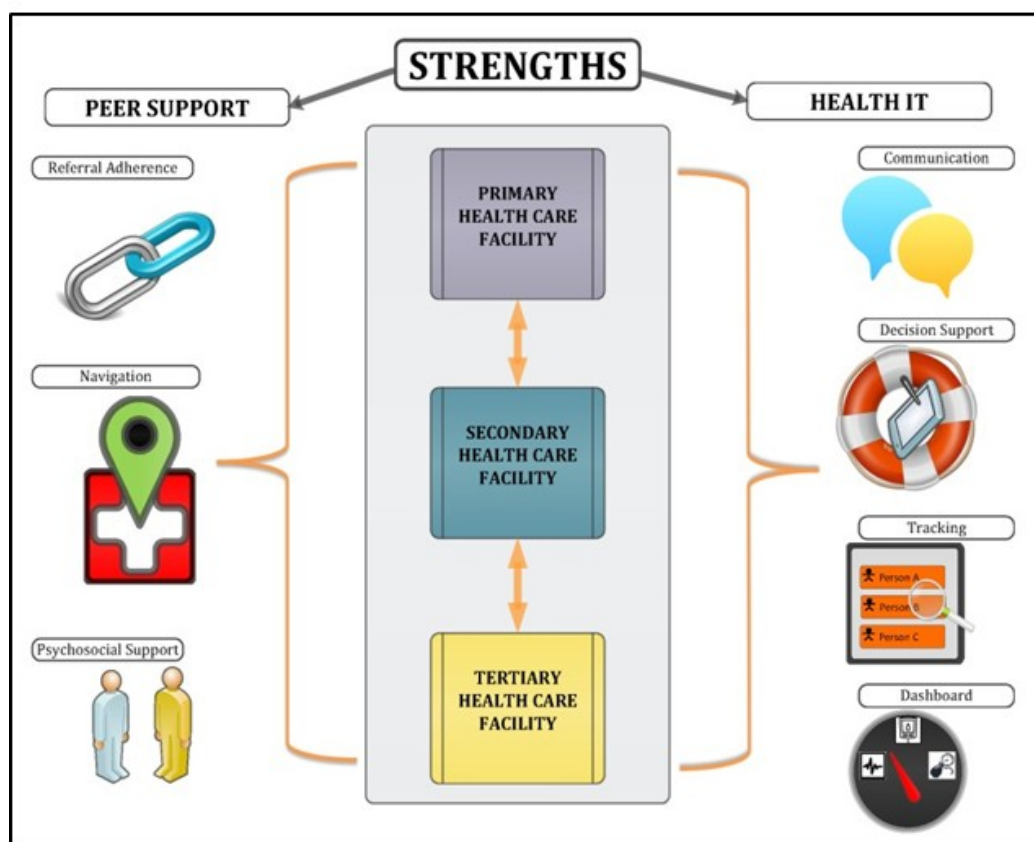 STRENGTHS
PEER SUPPORT
HEALTH IT
Referral Adherence
Navigation
Psychosocial Support
PRIMARY
HEALTH CARE
FACILITY
SECONDARY
HEALTH CARE
FACILITY
TERTIARY
HEALTH CARE
FACILITY
Communication
Decision Support
Tracking
Person A
Person B
Person C
Dashboard